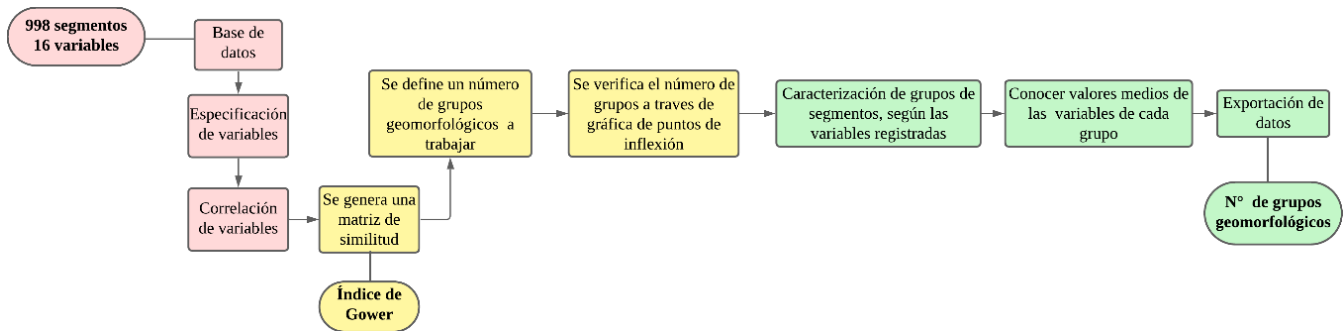 998 segmentos
16 variables
Base de
datos
Especificación
de variables
Correlación
de variables
Se genera una
matriz de
similitud
Índice de
Gower
Se define un número
de grupos
geomorfológicos a
trabajar
Se verifica el número de
grupos a traves de
gráfica de puntos de
inflexión
Caracterización de grupos de
segmentos, según las
variables registradas
Conocer valores medios de
las variables de cada
grupo
Exportación de
datos
N° de grupos
geomorfológicos